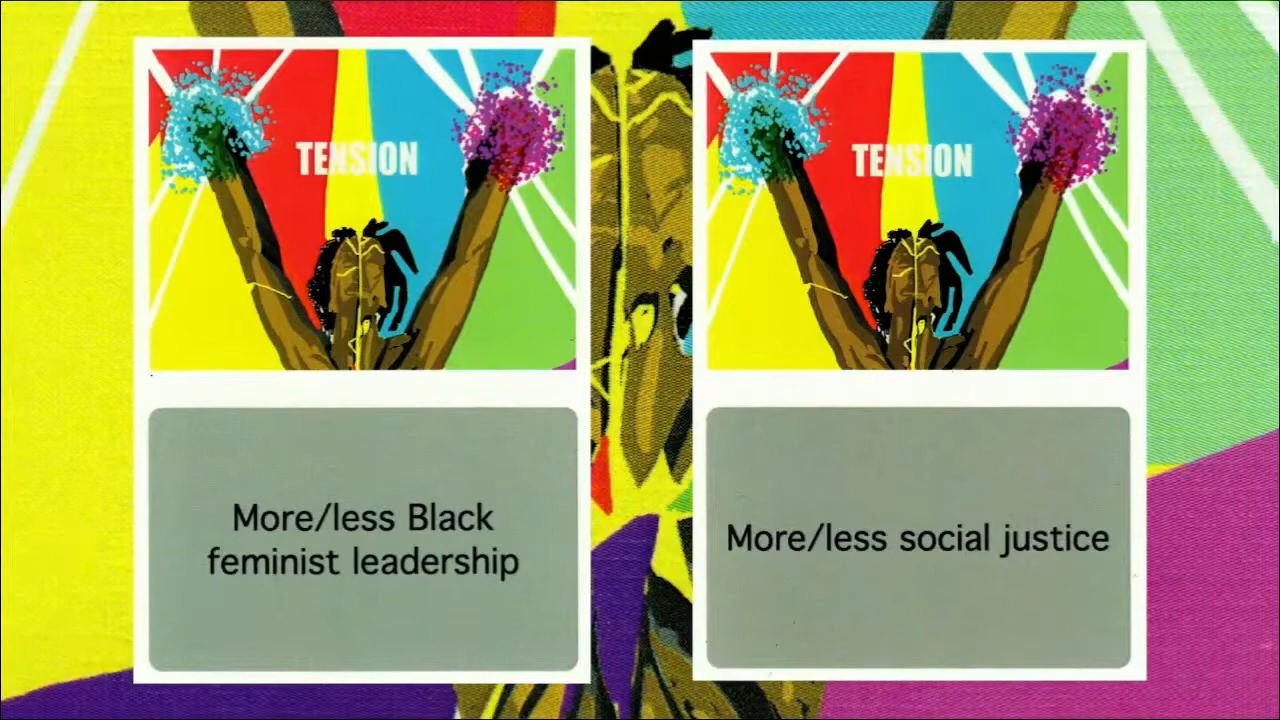 TENSION
More/less Black
feminist leadership
TENSION
More/less social justice